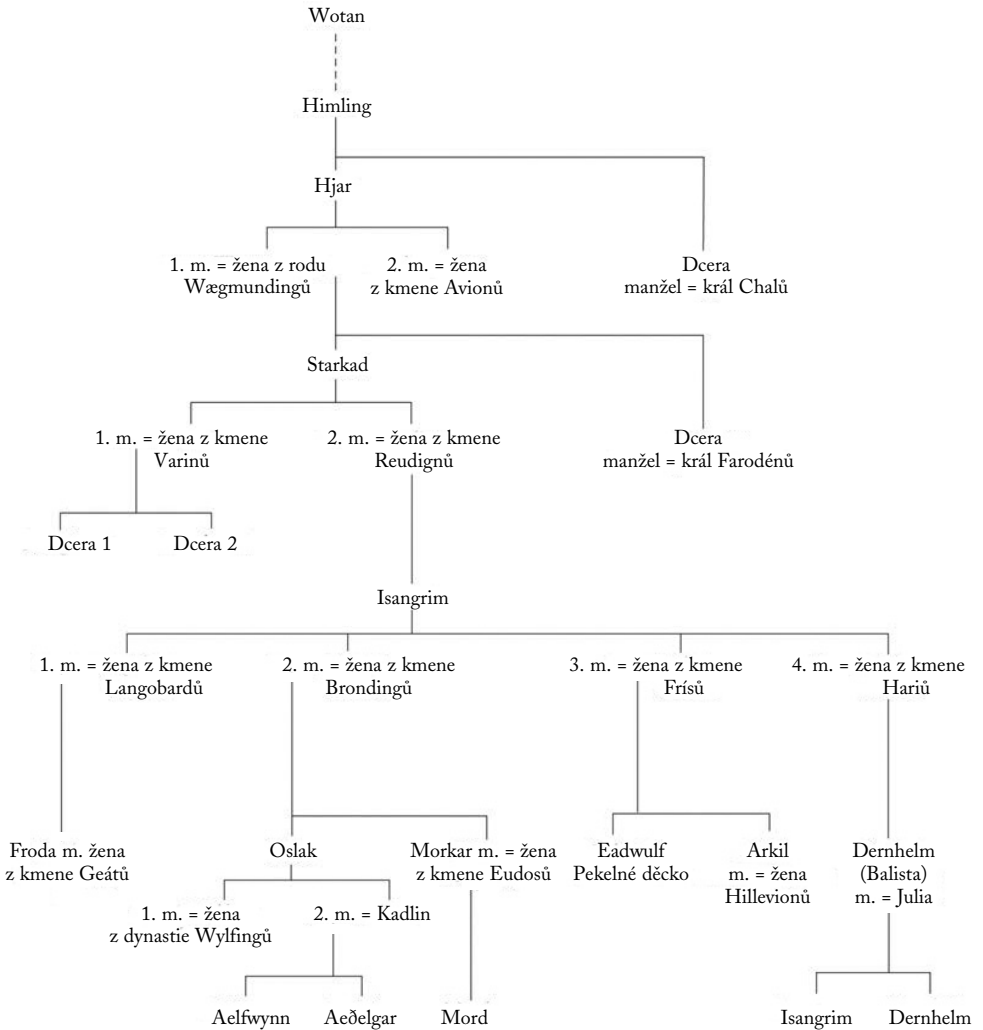 Wotan
Himling
Hjar
1. m. = žena z rodu
Wægmundingů
2. m. = žena
z kmene Avionů
Dcera
manžel = král Chalů
Starkad
1. m. = žena z kmene
Varinů
2. m. = žena z kmene
Reudignů
Dcera
manžel = král Farodénů
Dcera 1
Dcera 2
Isangrim
1. m. = žena z kmene
Langobardů
2. m. = žena z kmene
Brondingů
3. m. = žena z kmene
Frísů
4. m. = žena z kmene
Hariů
Froda m. žena
z kmene Geátů
Oslak
Morkar m. = žena
z kmene Eudosů
Eadwulf
Pekelné děcko
Arkil
m. = žena
Hillevionů
Dernhelm
(Balista)
m. = Julia
1. m. = žena
z dynastie Wylfingů
2. m. = Kadlin
Aelfwynn
Aeðelgar
Mord
Isangrim
Dernhelm